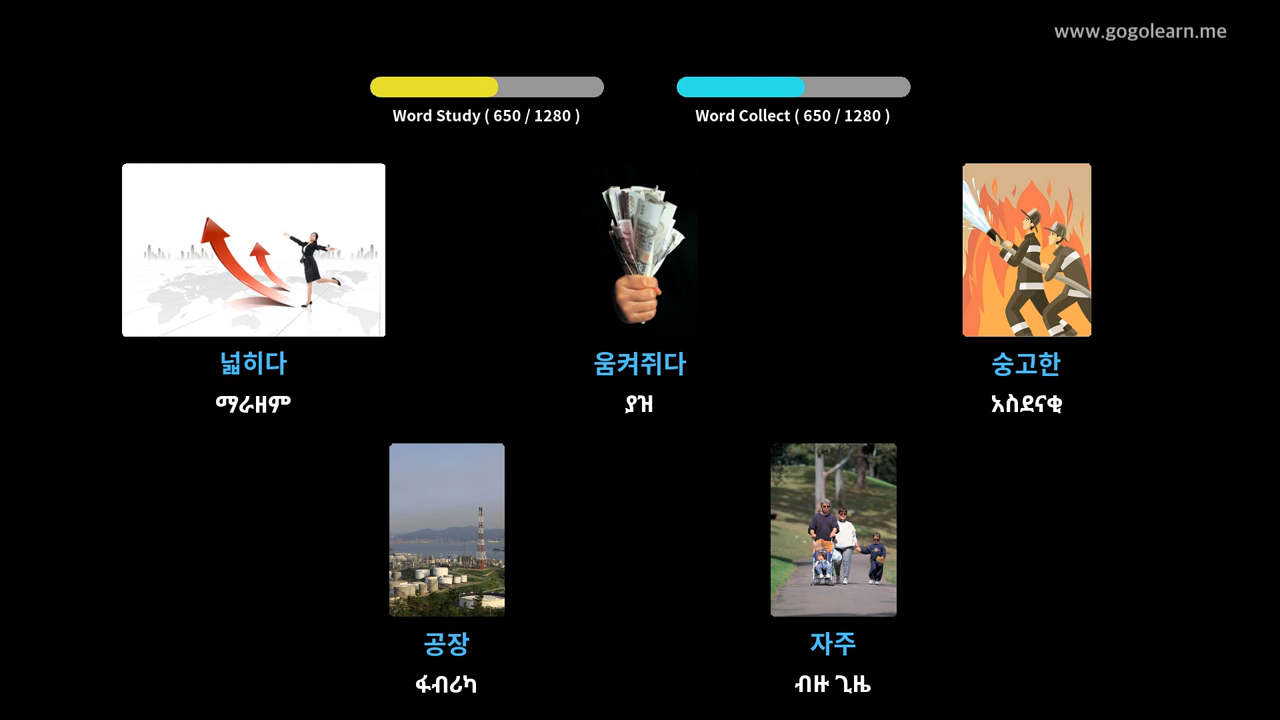 www.gogolearn.me
Word Study ( 650 / 1280 )
Word Collect ( 650 / 1280 )
넓히다
움켜쥐다
숭고한
ማራዘም
ያዝ
አስደናቂ
공장
자주
ፋብሪካ
ብዙ ጊዜ